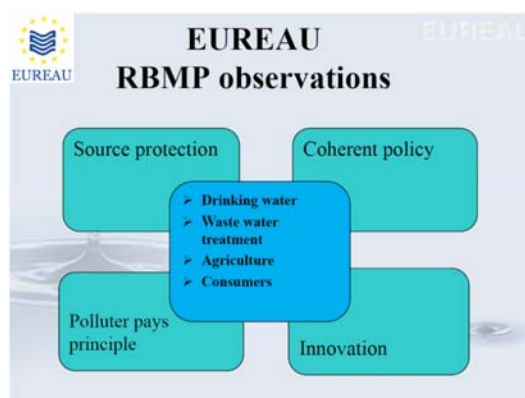 EUREAU
EUREAU
EUREAU
RBMP observations
Source protection
Coherent policy
➢ Drinking water
➢ Waste water
treatment
➢ Agriculture
➢ Consumers
Polluter pays
principle
Innovation